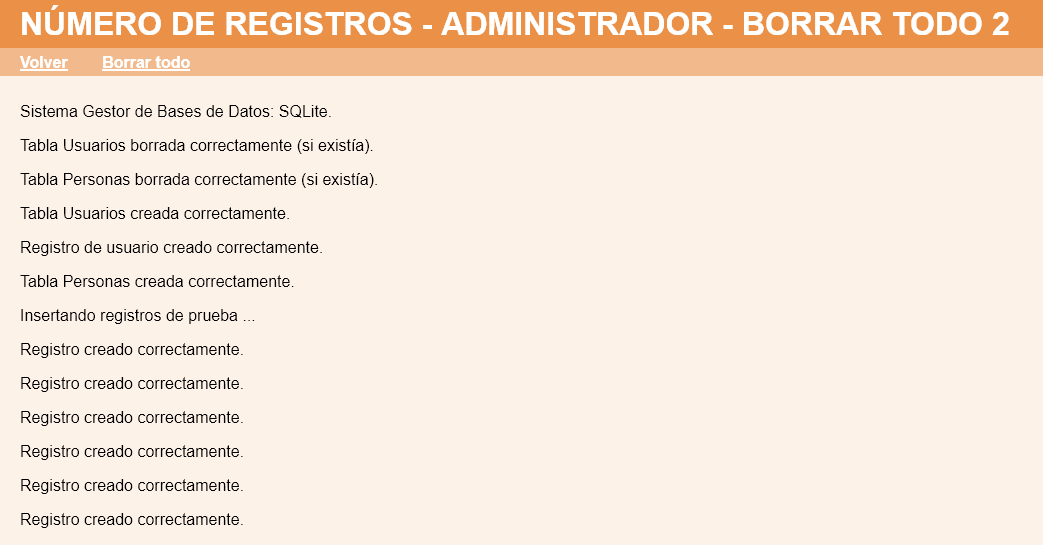 NÚMERO DE REGISTROS - ADMINISTRADOR - BORRAR TODO 2
Volver Borrar todo
Sistema Gestor de Bases de Datos: SQLite.
Tabla Usuarios borrada correctamente (si existía).
Tabla Personas borrada correctamente (si existía).
Tabla Usuarios creada correctamente.
Registro de usuario creado correctamente.
Tabla Personas creada correctamente.
Insertando registros de prueba ...
Registro creado correctamente.
Registro creado correctamente.
Registro creado correctamente.
Registro creado correctamente.
Registro creado correctamente.
Registro creado correctamente.